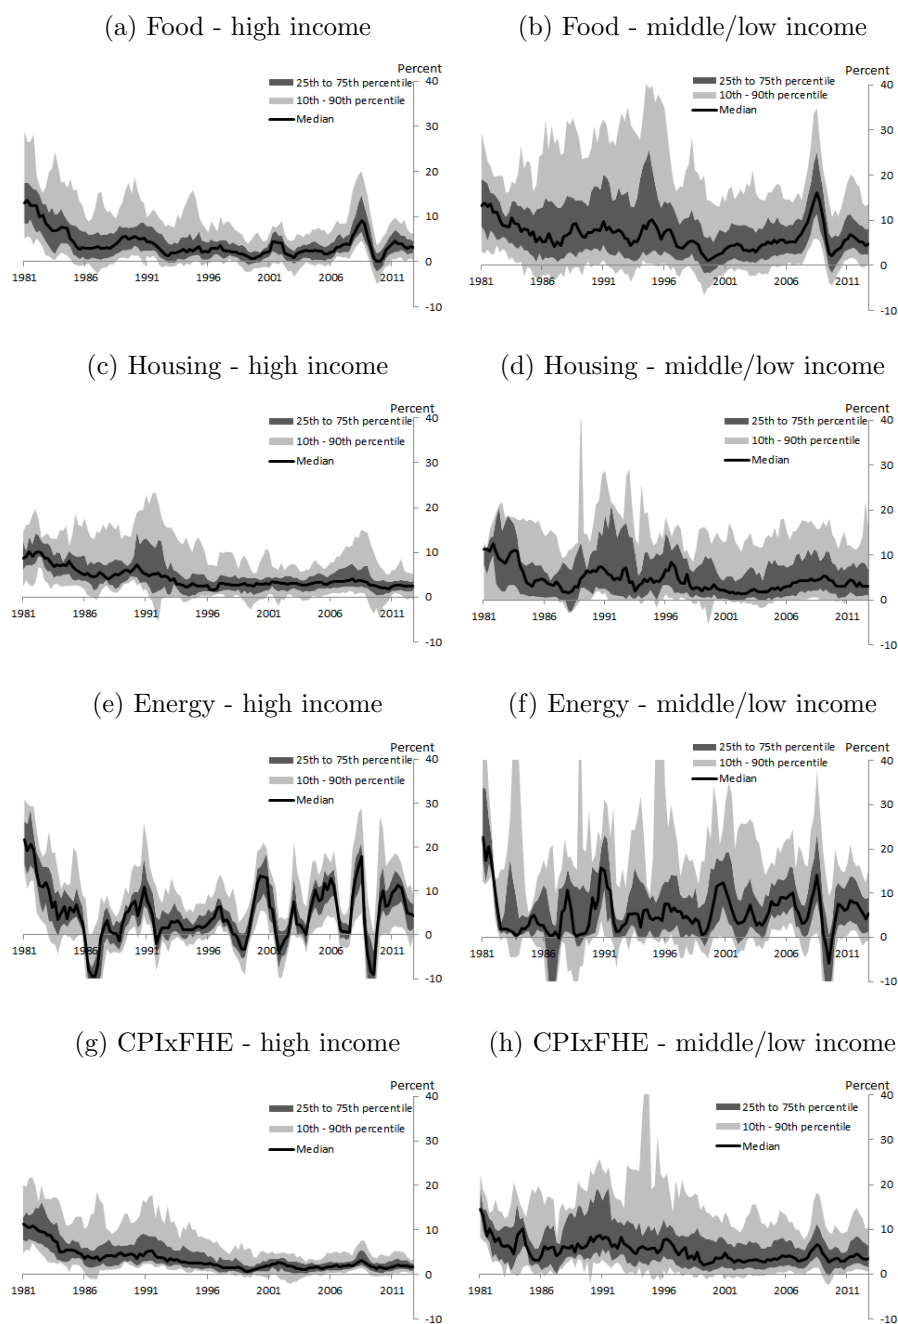 (a) Food - high income
(b) Food - middle/low income
Percent
25th to 75th percentile
10th - 90th percentile
Median
40
30
20
10
0
-10
1981 1986 1991 1996 2001 2006 2011
Percent
25th to 75th percentile
10th - 90th percentile
Median
40
30
20
10
0
-10
1981 1986 1991 1996 2001 2006 2011
(c) Housing - high income
(d) Housing - middle/low income
Percent
25th to 75th percentile
10th - 90th percentile
Median
40
30
20
10
0
-10
1981 1986 1991 1996 2001 2006 2011
Percent
25th to 75th percentile
10th - 90th percentile
Median
40
30
20
10
0
-10
1981 1986 1991 1996 2001 2006 2011
(e) Energy - high income
(f) Energy - middle/low income
Percent
25th to 75th percentile
10th - 90th percentile
Median
40
30
20
10
0
-10
1981 1986 1991 1996 2001 2006 2011
Percent
25th to 75th percentile
10th - 90th percentile
Median
40
30
20
10
0
-10
1981 1986 1991 1996 2001 2006 2011
(g) CPIxFHE - high income
(h) CPIxFHE - middle/low income
Percent
25th to 75th percentile
10th - 90th percentile
Median
40
30
20
10
0
-10
1981 1986 1991 1996 2001 2006 2011
Percent
25th to 75th percentile
10th - 90th percentile
Median
40
30
20
10
0
-10
1981 1986 1991 1996 2001 2006 2011